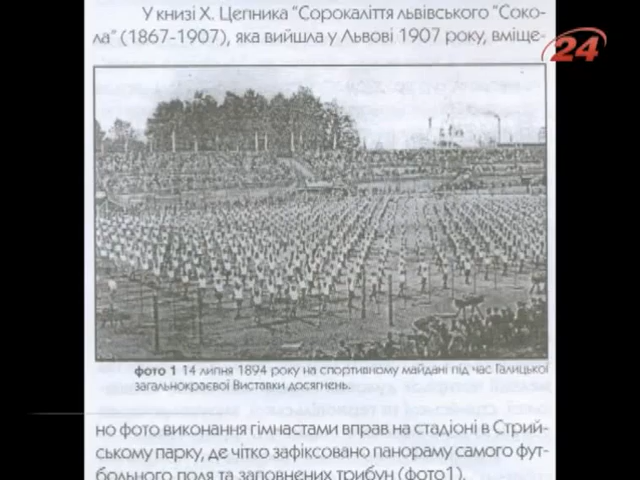 У книзі Х. Цепника "Сорокаліття львівського "Соко-
ла" (1867-1907), яка вийшла у Львові 1907 року, вміще-
24
фото 1 14 липня 1894 року на спортивному майдані під час Галицької
загальнокраєвої Виставки досягнень.
но фото виконання гімнастами вправ на стадіоні в Стрий-
ському парку, де чітко зафіксовано панораму самого фут-
больного поля та заповнених трибун (фото1).